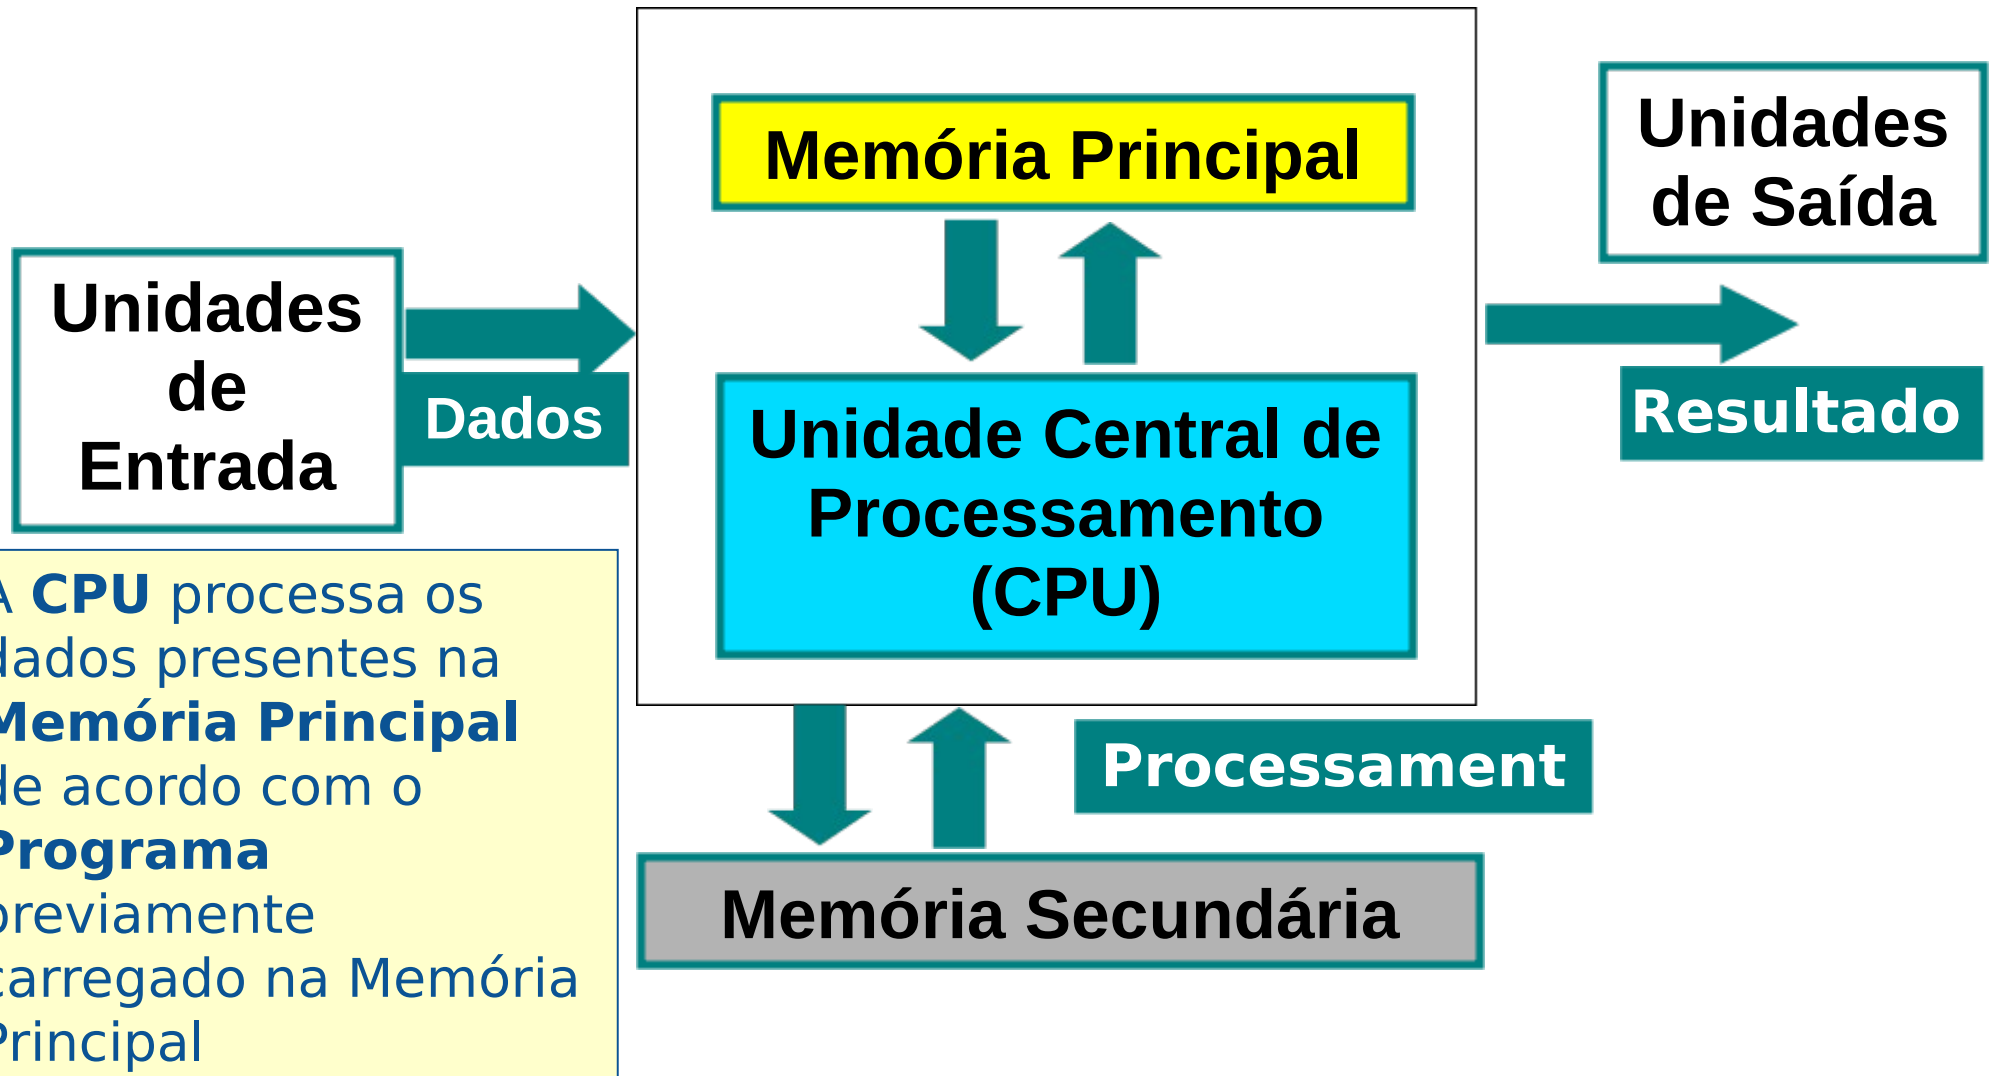 Memória Principal
Unidades
de Saída
Unidades
de
Entrada
Dados
Unidade Central de
Processamento
(CPU)
Resultado
A CPU processa os
dados presentes na
Memória Principal
de acordo com o
Programa
previamente
carregado na Memória
Principal
Processament
Memória Secundária